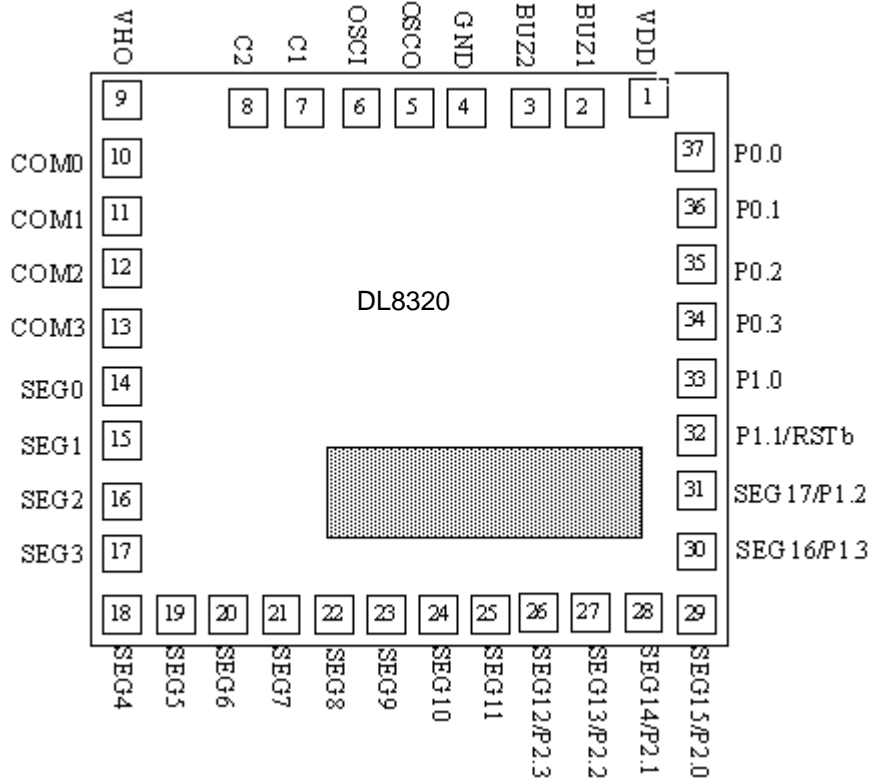 VHO C2 C1 OSCI OSCO GND BUZ2 BUZ1 VDD
9 8 7 6 5 4 3 2 1
COM0 10 37 P0.0
COM1 11 36 P0.1
COM2 12 35 P0.2
DL8320
COM3 13 34 P0.3
SEG0 14 33 P1.0
SEG1 15 32 P1.1/RSTb
SEG2 16 31 SEG17/P1.2
SEG3 17 30 SEG16/P1.3
18 19 20 21 22 23 24 25 26 27 28 29
SEG4 SEG5 SEG6 SEG7 SEG8 SEG9 SEG10 SEG11 SEG12/P2.3 SEG13/P2.2 SEG14/P2.1 SEG15/P2.0